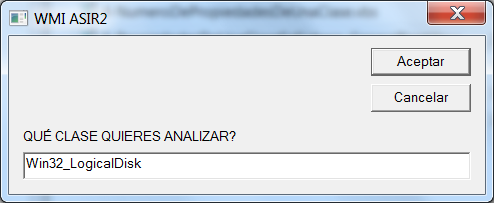 WMI ASIR2
Aceptar
Cancelar
QUÉ CLASE QUIERES ANALIZAR?
Win32_LogicalDisk